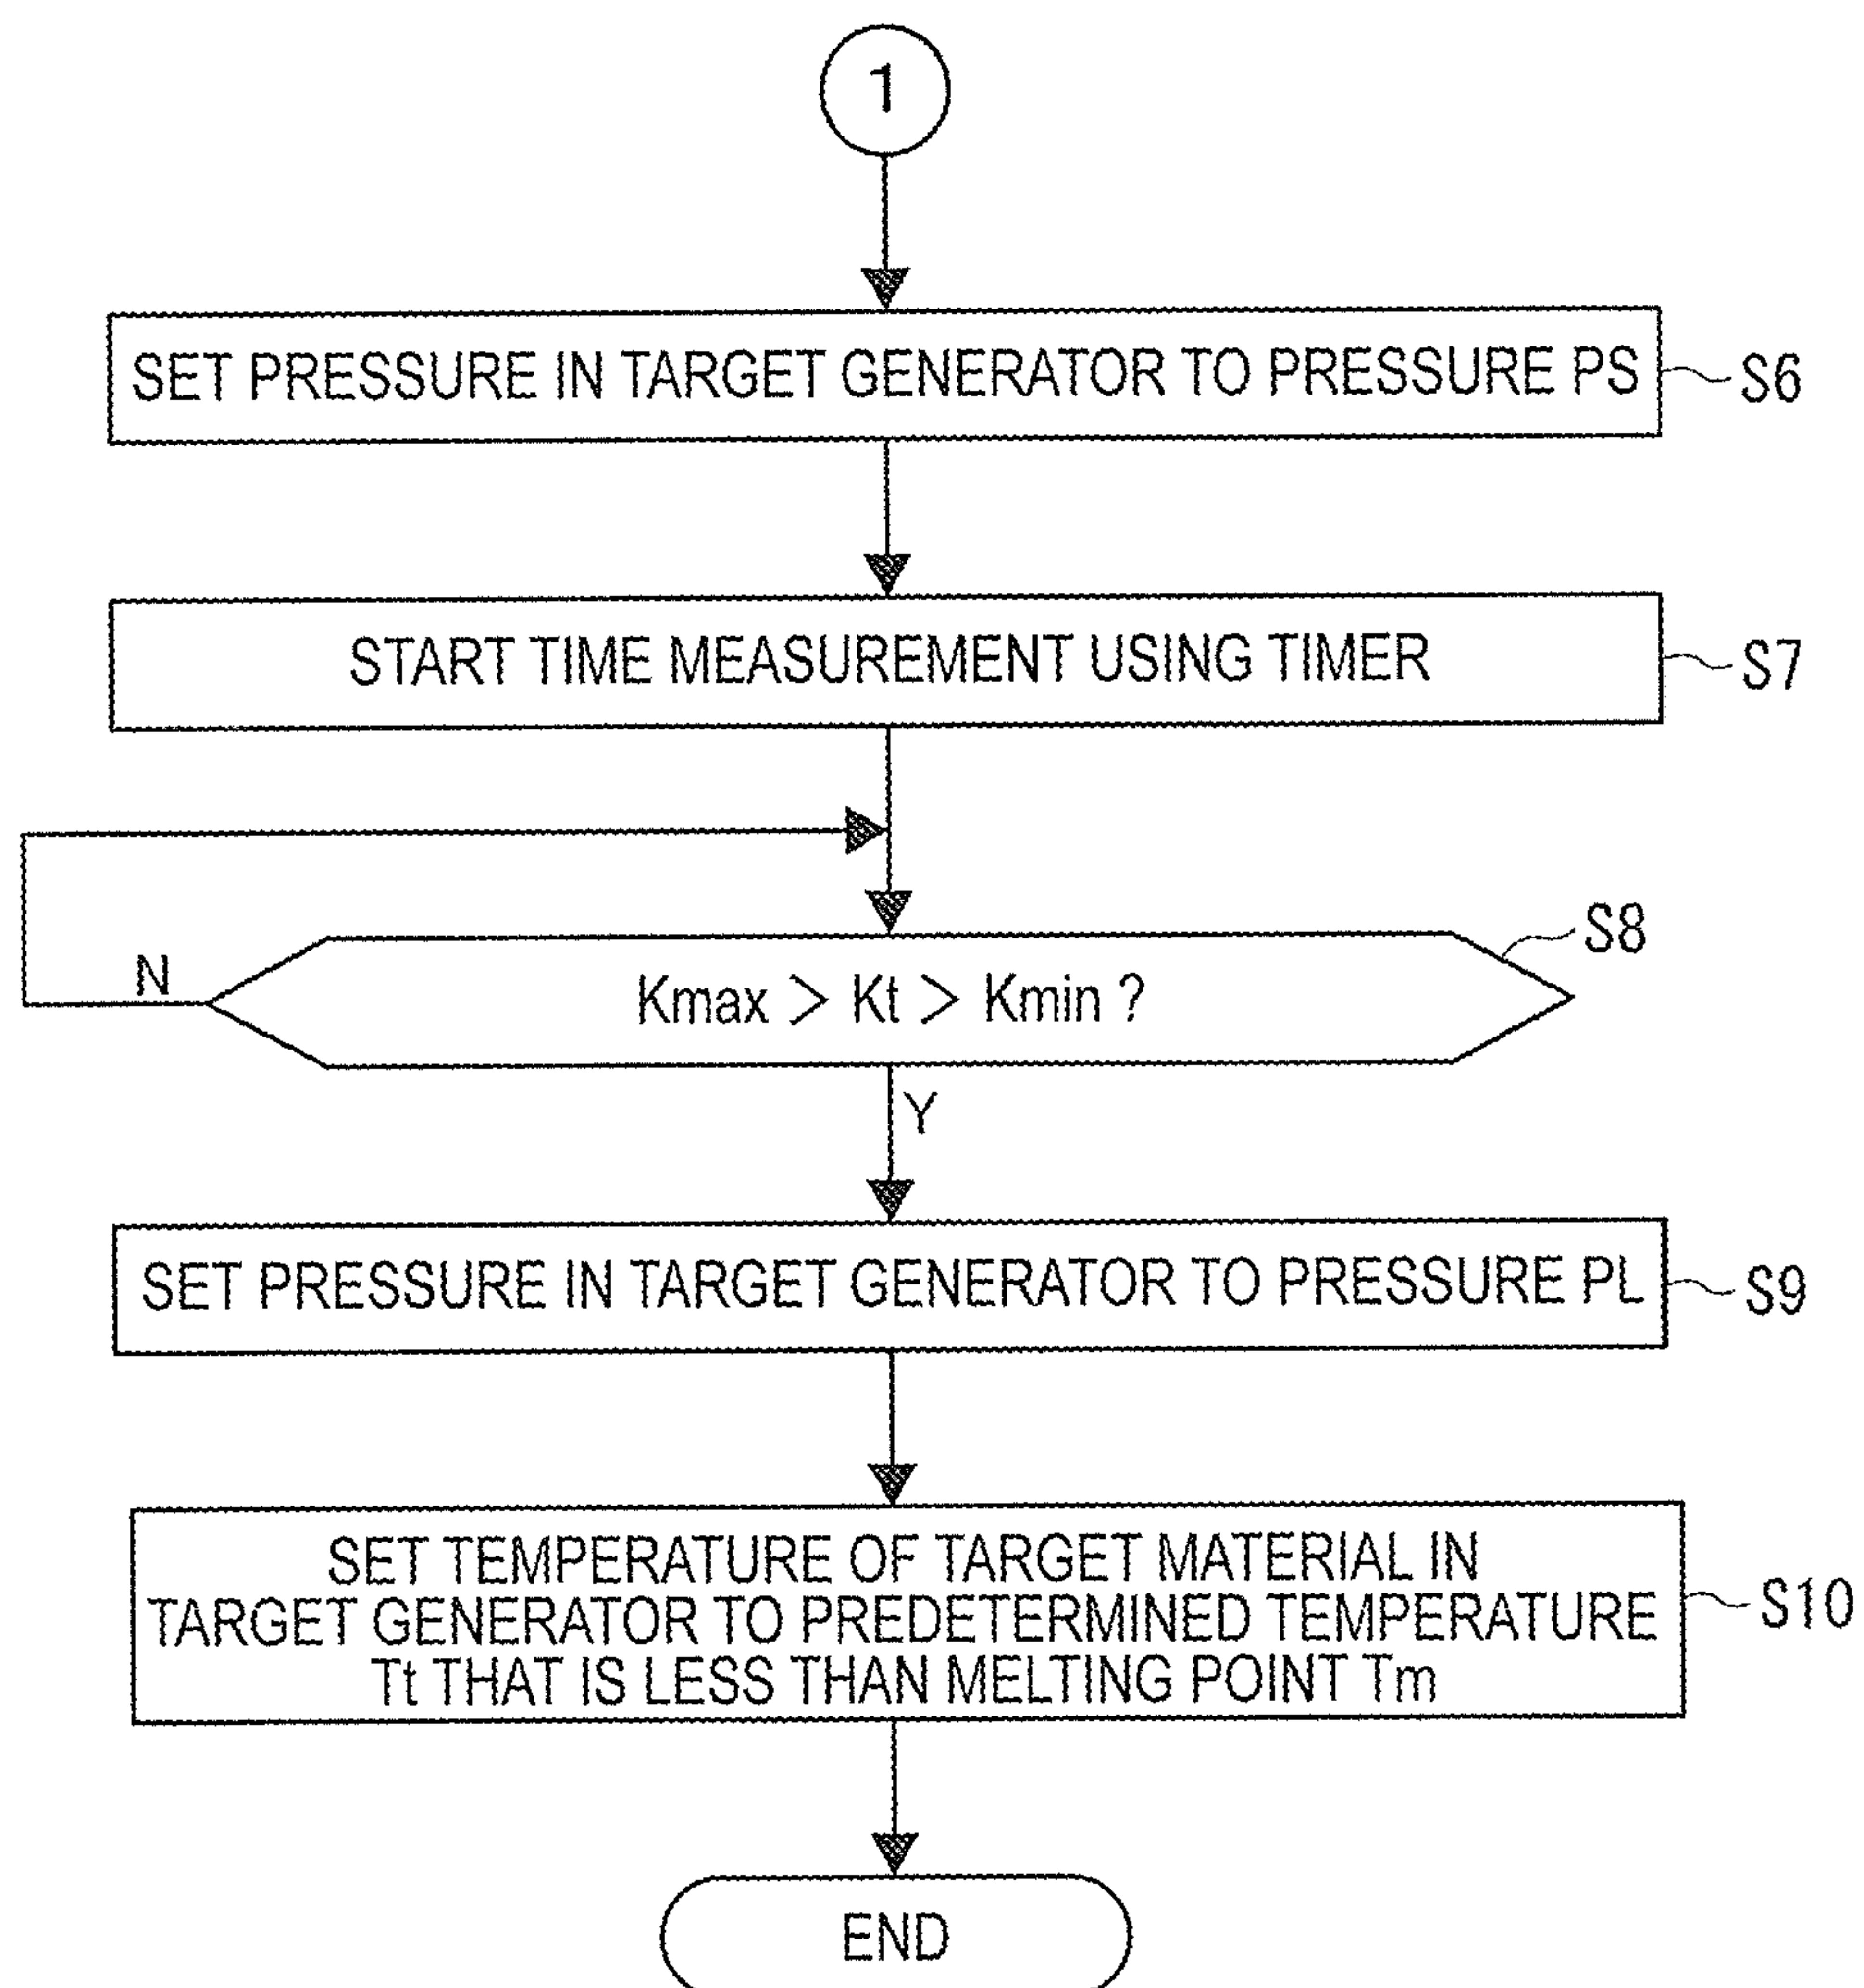 1
SET PRESSURE IN TARGET GENERATOR TO PRESSURE PS
S6
START TIME MEASUREMENT USING TIMER
S7
S8
N
Kmax > Kt > Kmin ?
Y
SET PRESSURE IN TARGET GENERATOR TO PRESSURE PL
S9
SET TEMPERATURE OF TARGET MATERIAL IN
TARGET GENERATOR TO PREDETERMINED TEMPERATURE
Tt THAT IS LESS THAN MELTING POINT Tm
S10
END